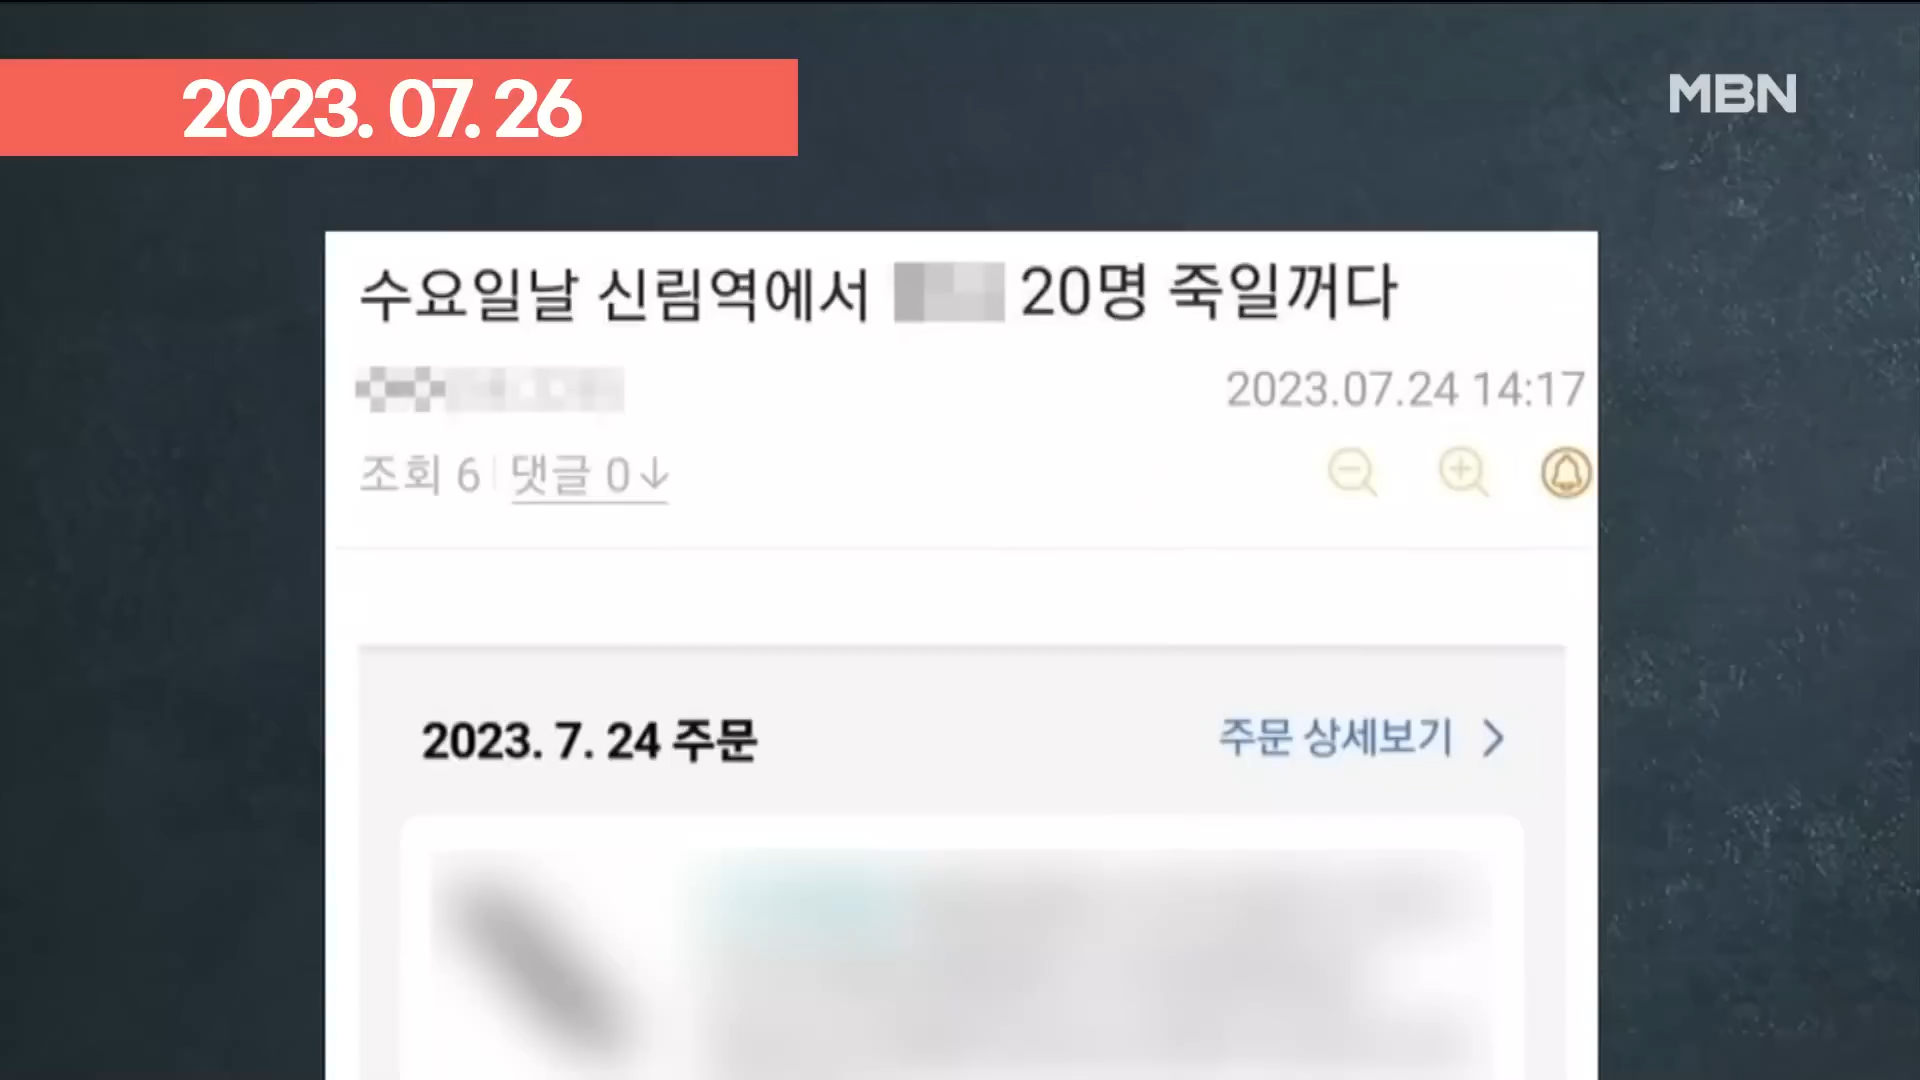 2023. 07. 26
MBN
수요일날 신림역에서 20명 죽일꺼다
2023.07.24 14:17
조회 6 댓글 0↓
2023. 7. 24 주문
주문 상세보기 >